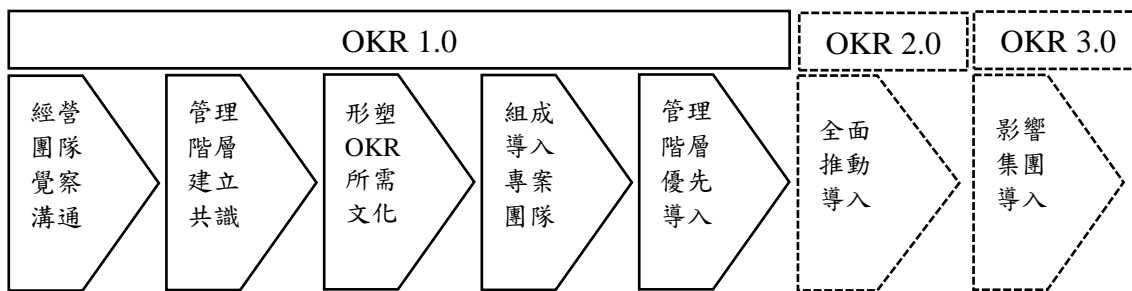 OKR 1.0
OKR 2.0
OKR 3.0
經營
團隊
覺察
溝通
管理
階層
建立
共識
形塑
OKR
所需
文化
組成
導入
專案
團隊
管理
階層
優先
導入
全面
推動
導入
影響
集團
導入